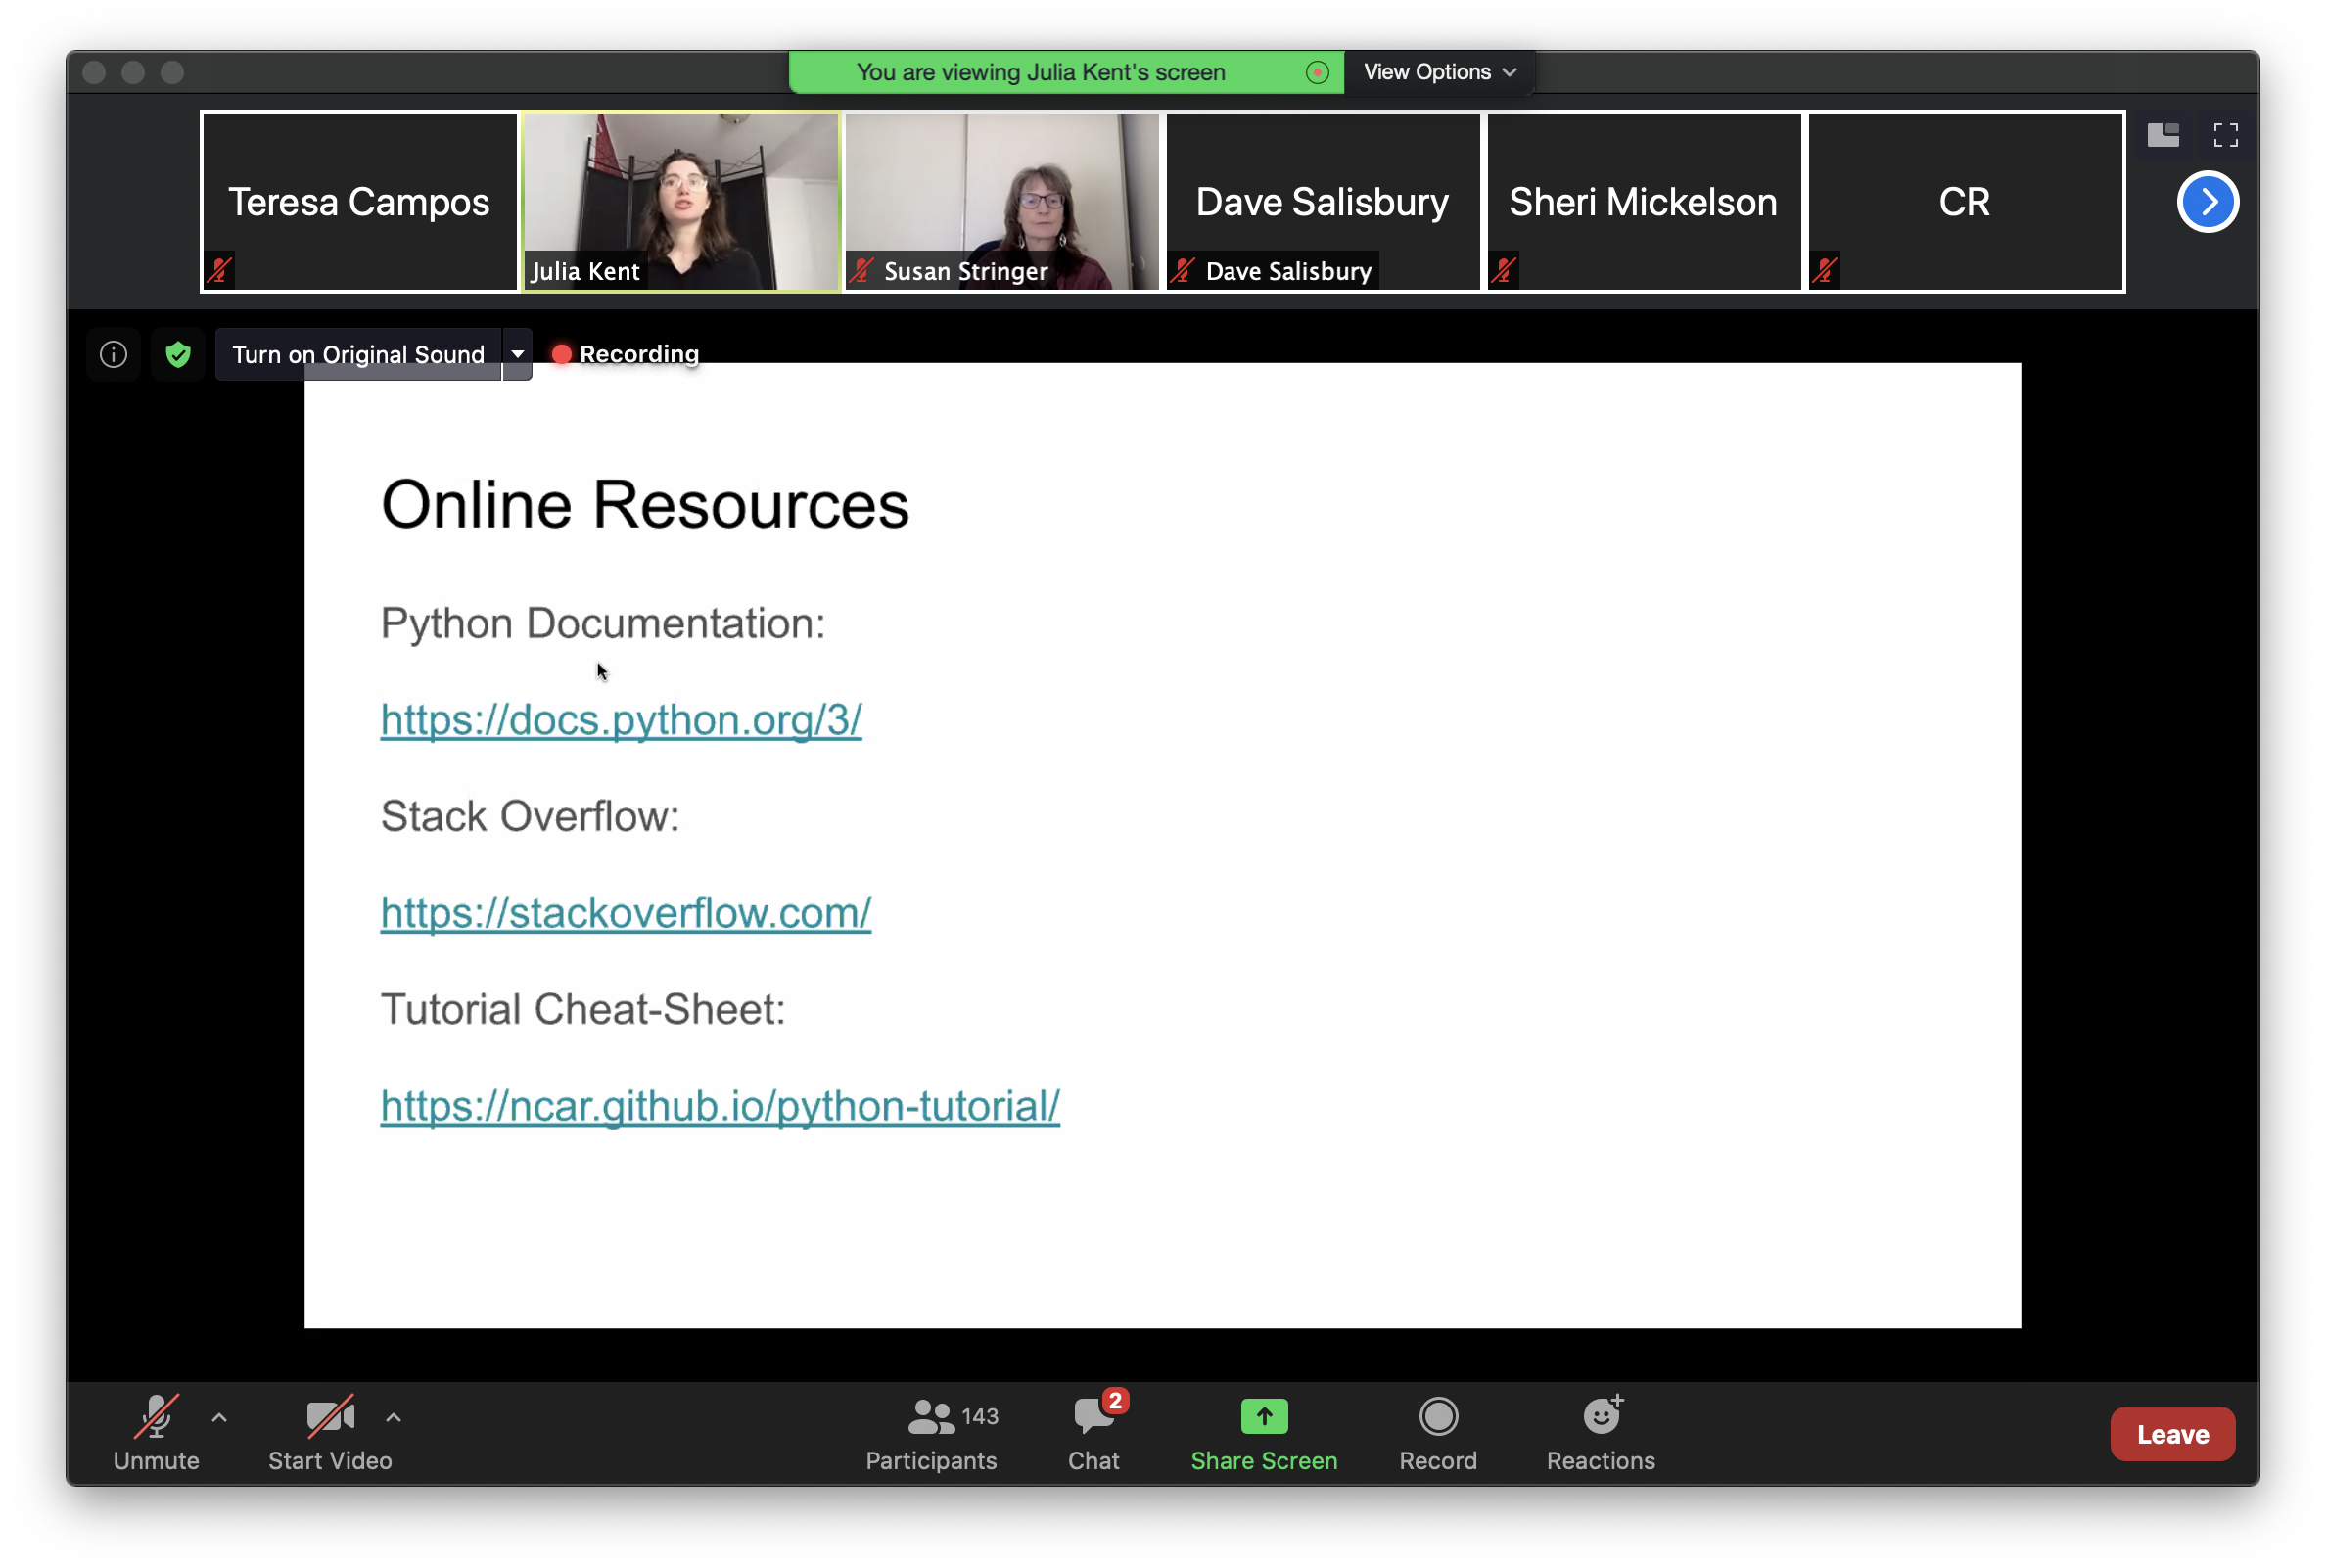 You are viewing Julia Kent's screen
View Options
Teresa Campos
Julia Kent
Susan Stringer
Dave Salisbury
Dave Salisbury
Sheri Mickelson
CR
Turn on Original Sound
Recording
Online Resources
Python Documentation:
https://docs.python.org/3/
Stack Overflow:
https://stackoverflow.com/
Tutorial Cheat-Sheet:
https://ncar.github.io/python-tutorial/
Unmute
Start Video
143
Participants
2
Chat
Share Screen
Record
Reactions
Leave